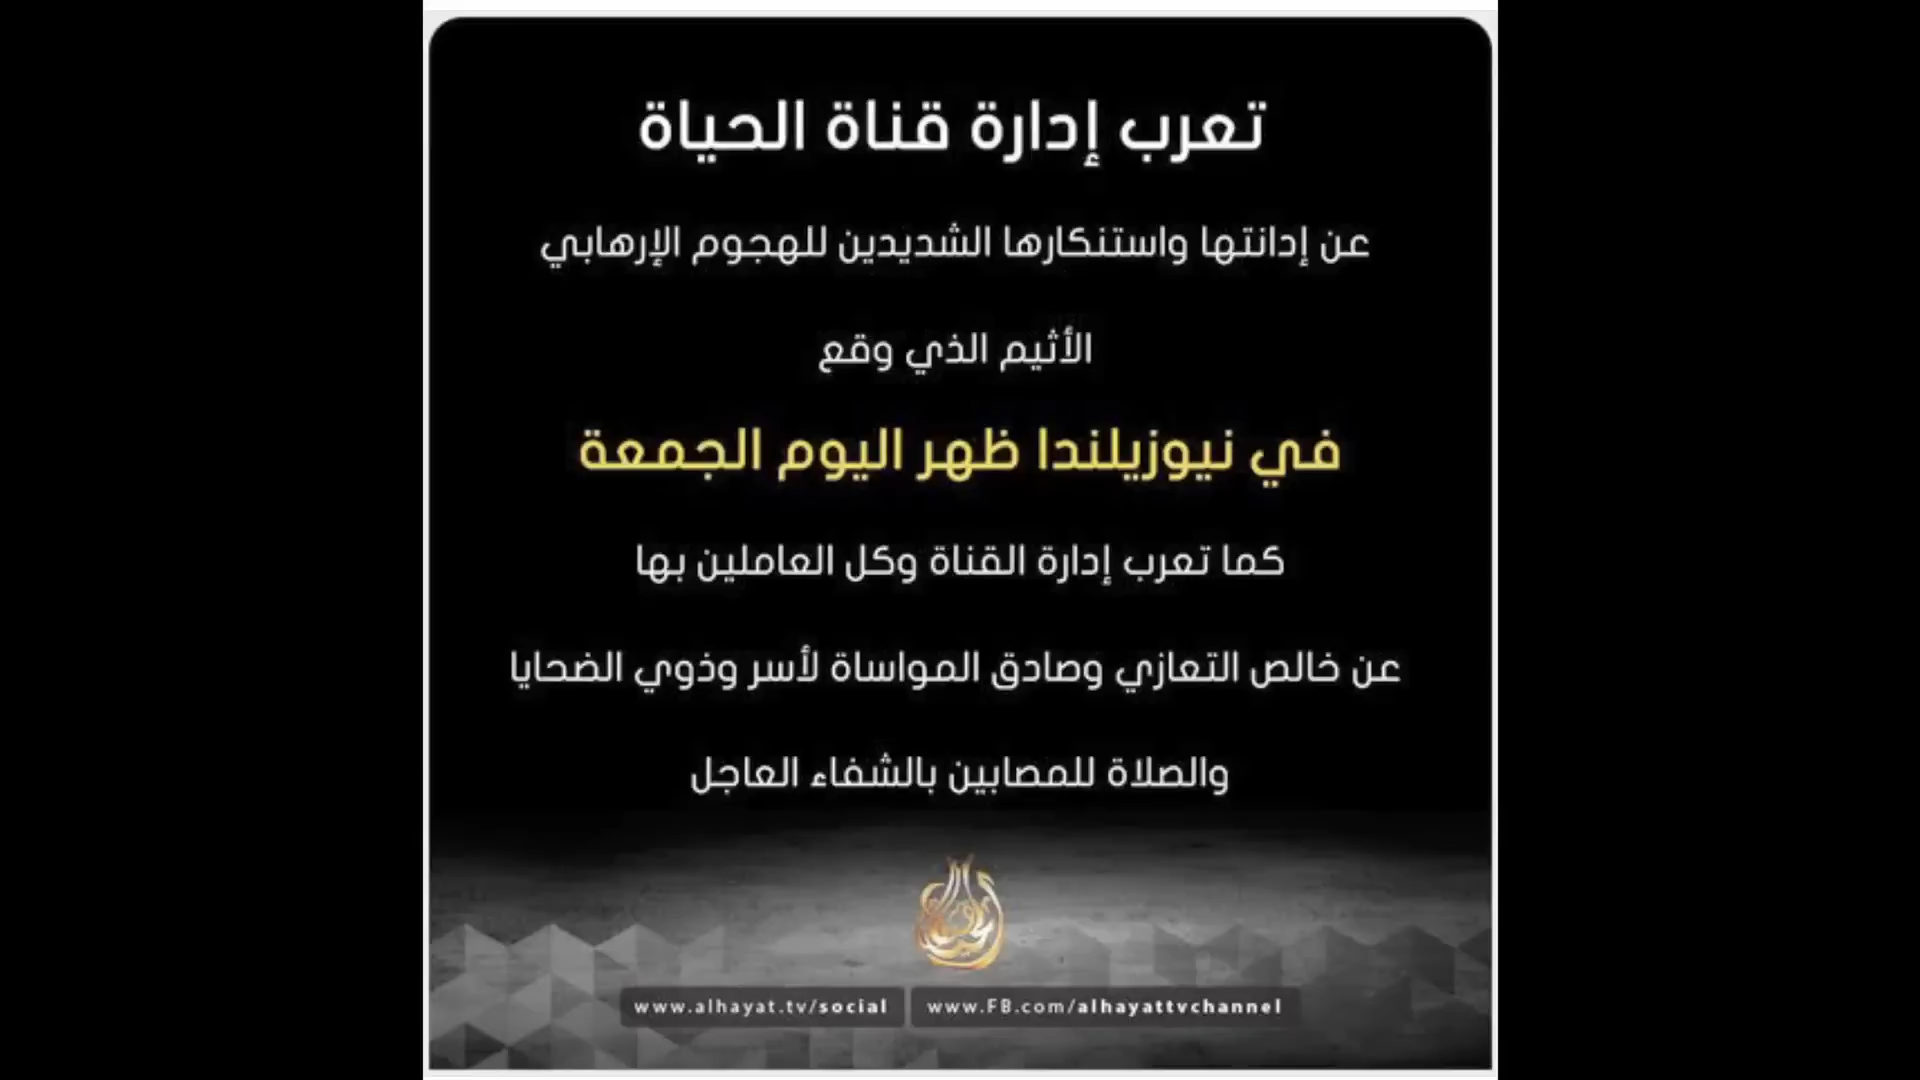 تعرب إدارة قناة الحياة
عن إدانتها واستنكارها الشديدين للهجوم الإرهابي
الأثيم الذي وقع
في نيوزيلندا ظهر اليوم الجمعة
كما تعرب إدارة القناة وكل العاملين بها
عن خالص التعازي وصادق المواساة لأسر وذوي الضحايا
والصلاة للمصابين بالشفاء العاجل
الحياة
www.alhayat.tv/social www.FB.com/alhayattvchannel